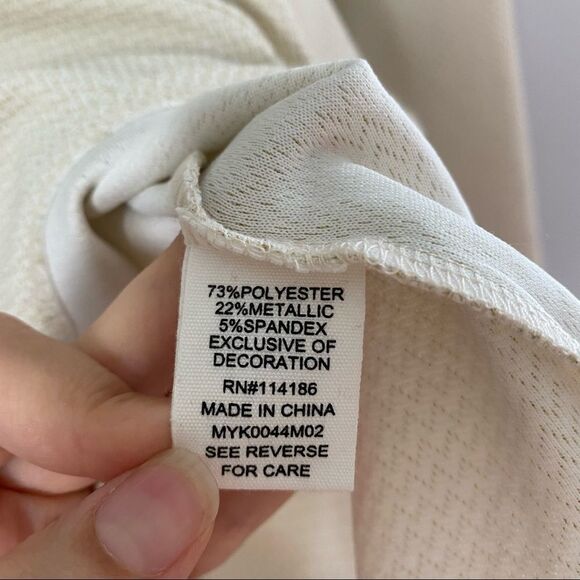 73%POLYESTER
22%METALLIC
5%SPANDEX
EXCLUSIVE OF
DECORATION
RN#114186
MADE IN CHINA
MYK0044M02
SEE REVERSE
FOR CARE